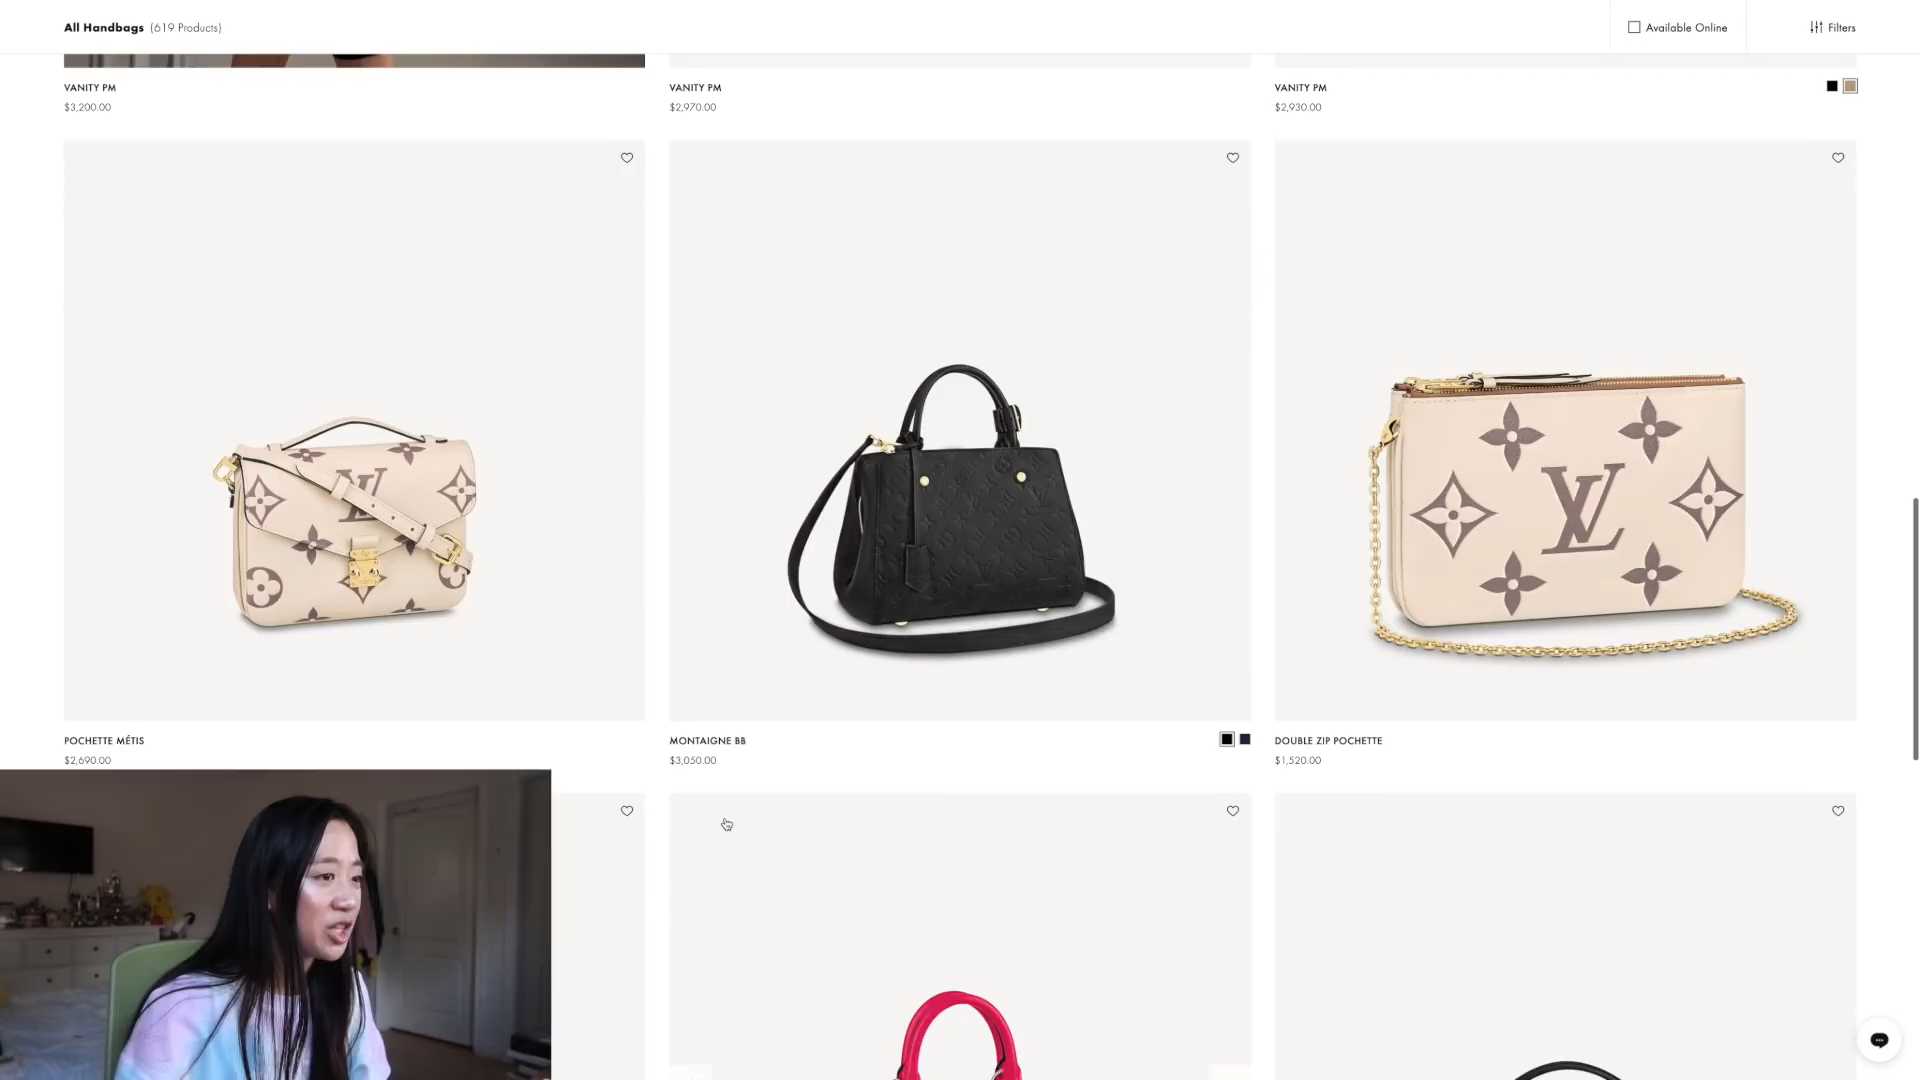 All Handbags (619 Products)
Available Online
Filters
VANITY PM
$3,200.00
VANITY PM
$2,970.00
VANITY PM
$2,930.00
POCHETTE MÉTIS
$2,690.00
MONTAIGNE BB
$3,050.00
DOUBLE ZIP POCHETTE
$1,520.00
LV
LV